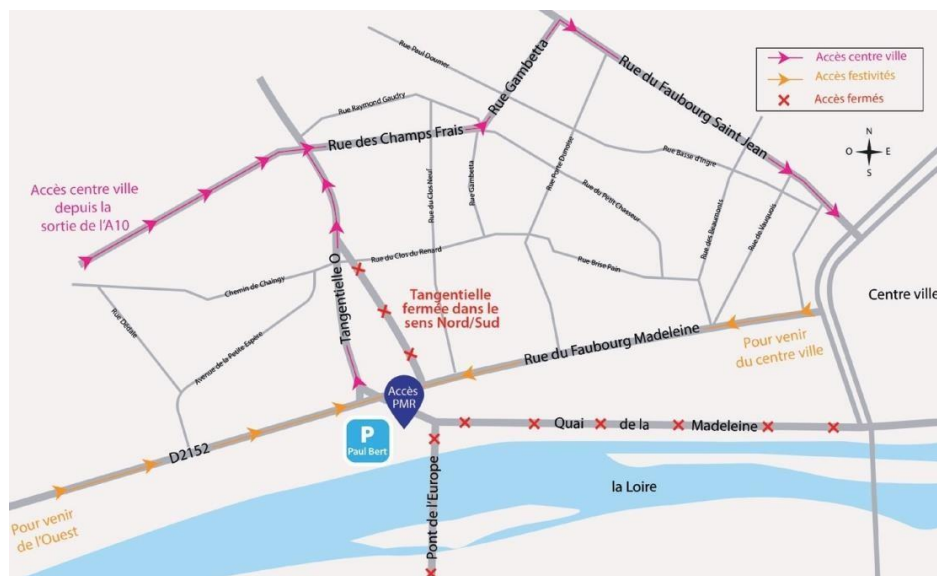 Accès centre ville
Accès festivités
Accès fermés
N
O
E
S
Rue Paul Doumer
Rue Gambetta
Rue du Faubourg Saint Jean
Rue Raymond Gaudry
Rue des Champs Frais
Rue Porte Dunoise
Rue Basse d'Ingre
Accès centre ville
depuis la
sortie de l'A10
Rue du Clos Neuf
Rue Gambetta
Rue du Petit Chasseur
Rue des Beaumonts
Rue de Vauquois
Rue du Clos du Renard
Rue Brise Pain
Chemin de Chaingy
Tangentielle O
Tangentielle
fermée dans le
sens Nord/Sud
Centre ville
Rue Dédale
Avenue de la Petite Espère
Rue du Faubourg Madeleine
Pour venir
du centre ville
Accès
PMR
P
Paul Bert
Quai de la Madeleine
D2152
Pont de l'Europe
la Loire
Pour venir
de l'Ouest